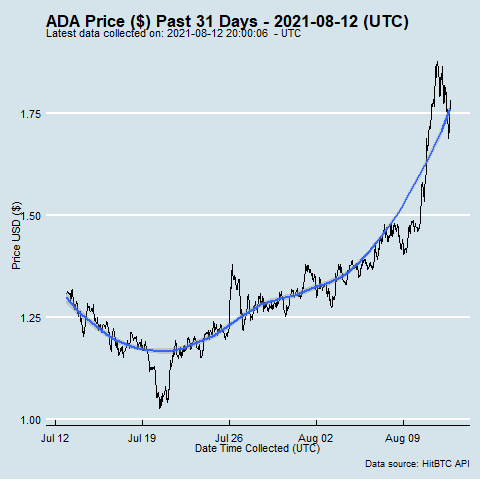 ADA Price ($) Past 31 Days - 2021-08-12 (UTC)
Latest data collected on: 2021-08-12 20:00:06  - UTC
1.75
1.50
1.25
1.00
Price USD ($)
Jul 12
Jul 19
Jul 26
Aug 02
Aug 09
Date Time Collected (UTC)
Data source: HitBTC API